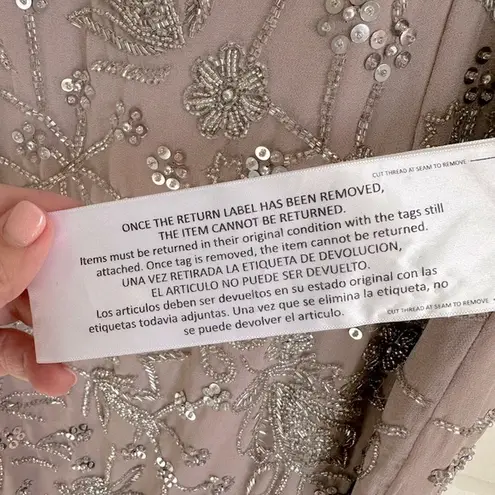 CUT THREAD AT SEAM TO REMOVE
ONCE THE RETURN LABEL HAS BEEN REMOVED,
THE ITEM CANNOT BE RETURNED.
Items must be returned in their original condition with the tags still
attached. Once tag is removed, the item cannot be returned.
UNA VEZ RETIRADA LA ETIQUETA DE DEVOLUCION,
EL ARTICULO NO PUEDE SER DEVUELTO.
Los articulos deben ser devueltos en su estado original con las
etiquetas todavia adjuntas. Una vez que se elimina la etiqueta, no
se puede devolver el articulo.
CUT THREAD AT SEAM TO REMOVE